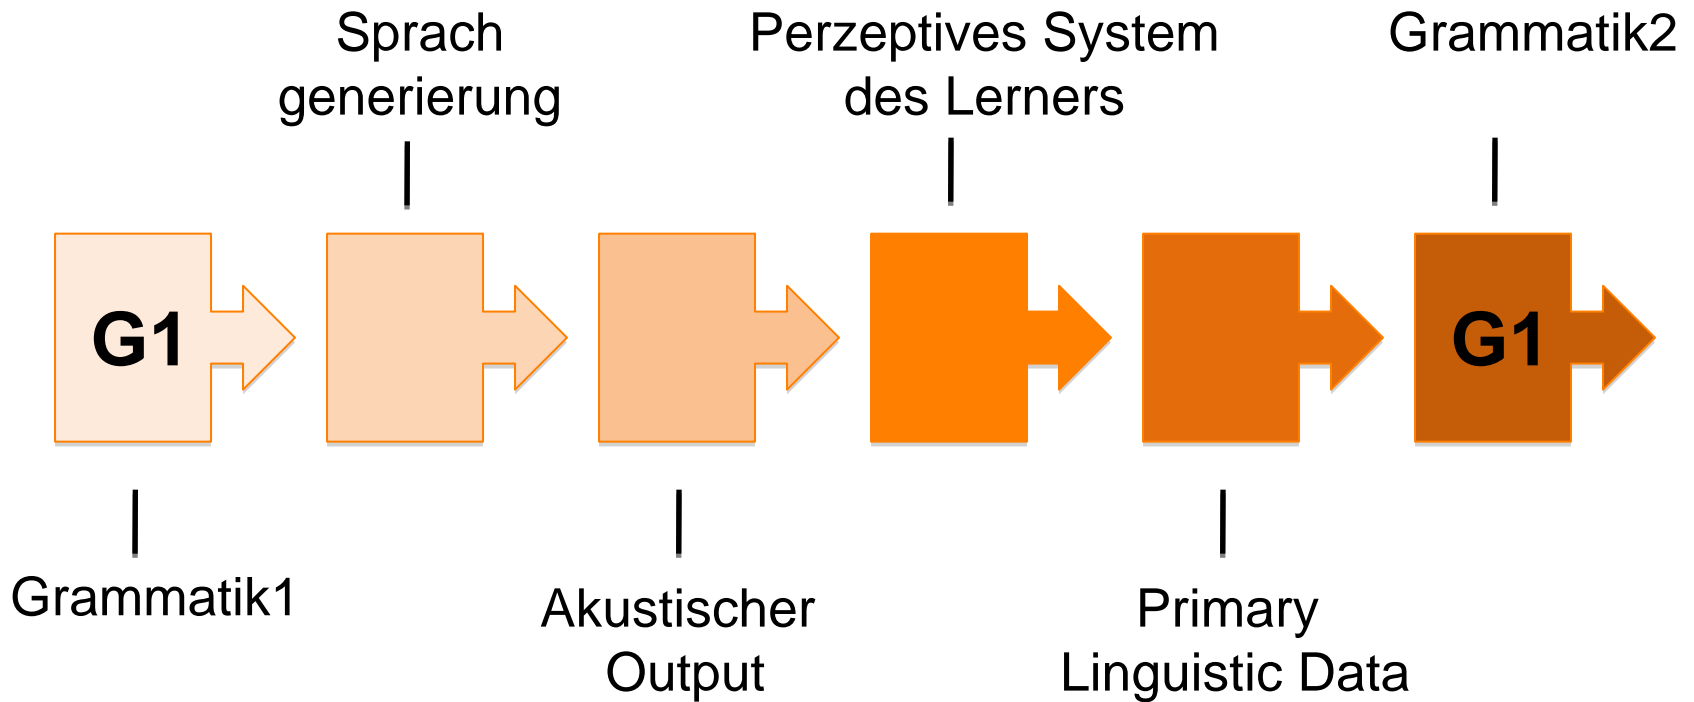 Sprach
generierung
Perzeptives System
des Lerners
Grammatik2
G1
G1
Grammatik1
Akustischer
Output
Primary
Linguistic Data